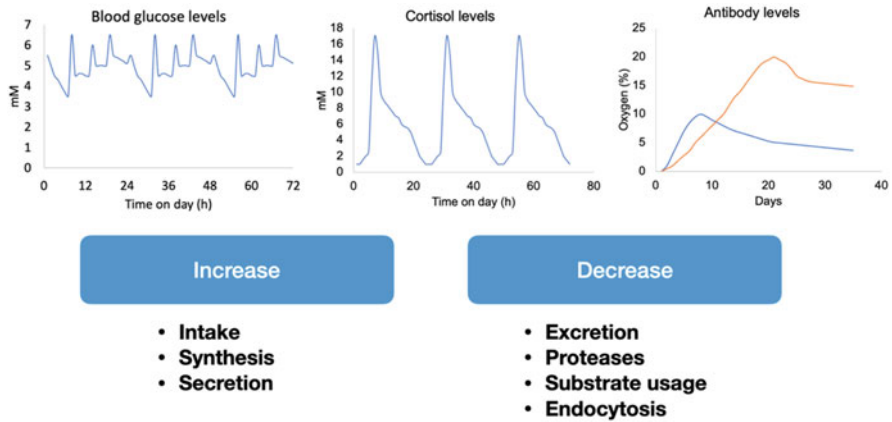 Blood glucose levels
7
6
5
4
3
2
1
0
mM
0 12 24 36 48 60 72
Time on day (h)
Cortisol levels
18
16
14
12
10
8
6
4
2
0
mM
0 20 40 60 80
Time on day (h)
Antibody levels
25
20
15
10
5
0
Oxygen (%)
0 10 20 30 40
Days
Increase
• Intake
• Synthesis
• Secretion
Decrease
• Excretion
• Proteases
• Substrate usage
• Endocytosis